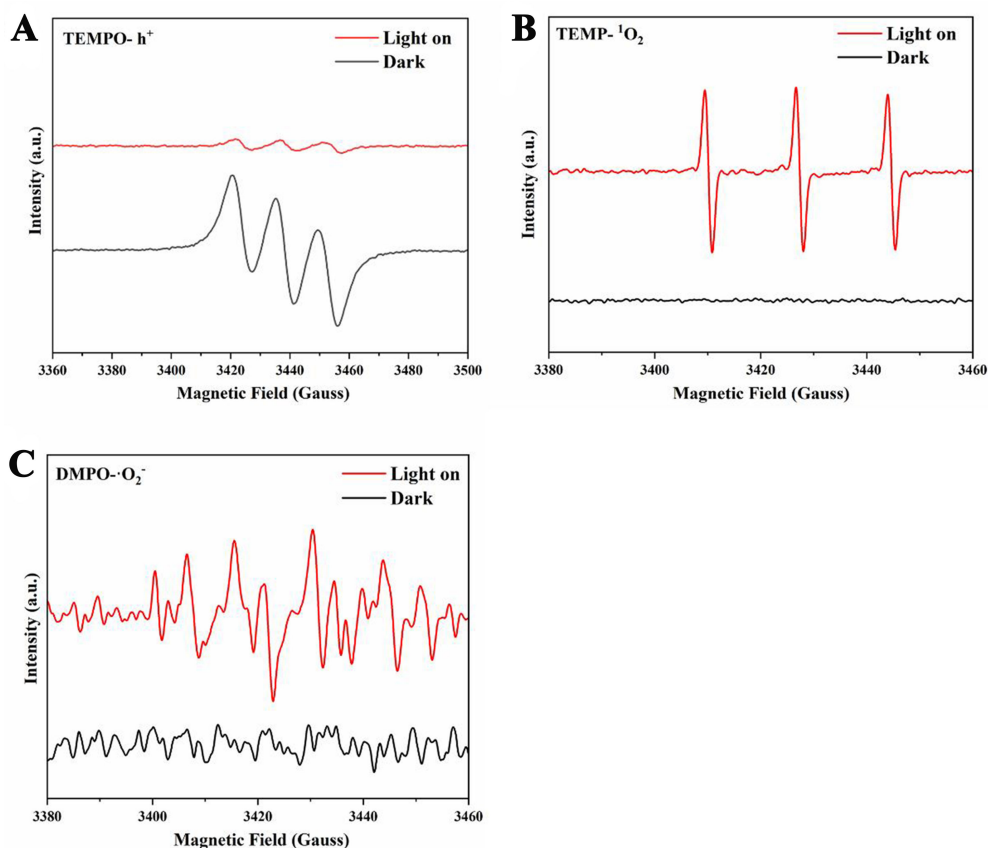 A
TEMPO- h⁺
Light on
Dark
Intensity (a.u.)
3360 3380 3400 3420 3440 3460 3480 3500
Magnetic Field (Gauss)
B
TEMP- ¹O₂
Light on
Dark
Intensity (a.u.)
3380 3400 3420 3440 3460
Magnetic Field (Gauss)
C
DMPO-·O₂⁻
Light on
Dark
Intensity (a.u.)
3380 3400 3420 3440 3460
Magnetic Field (Gauss)